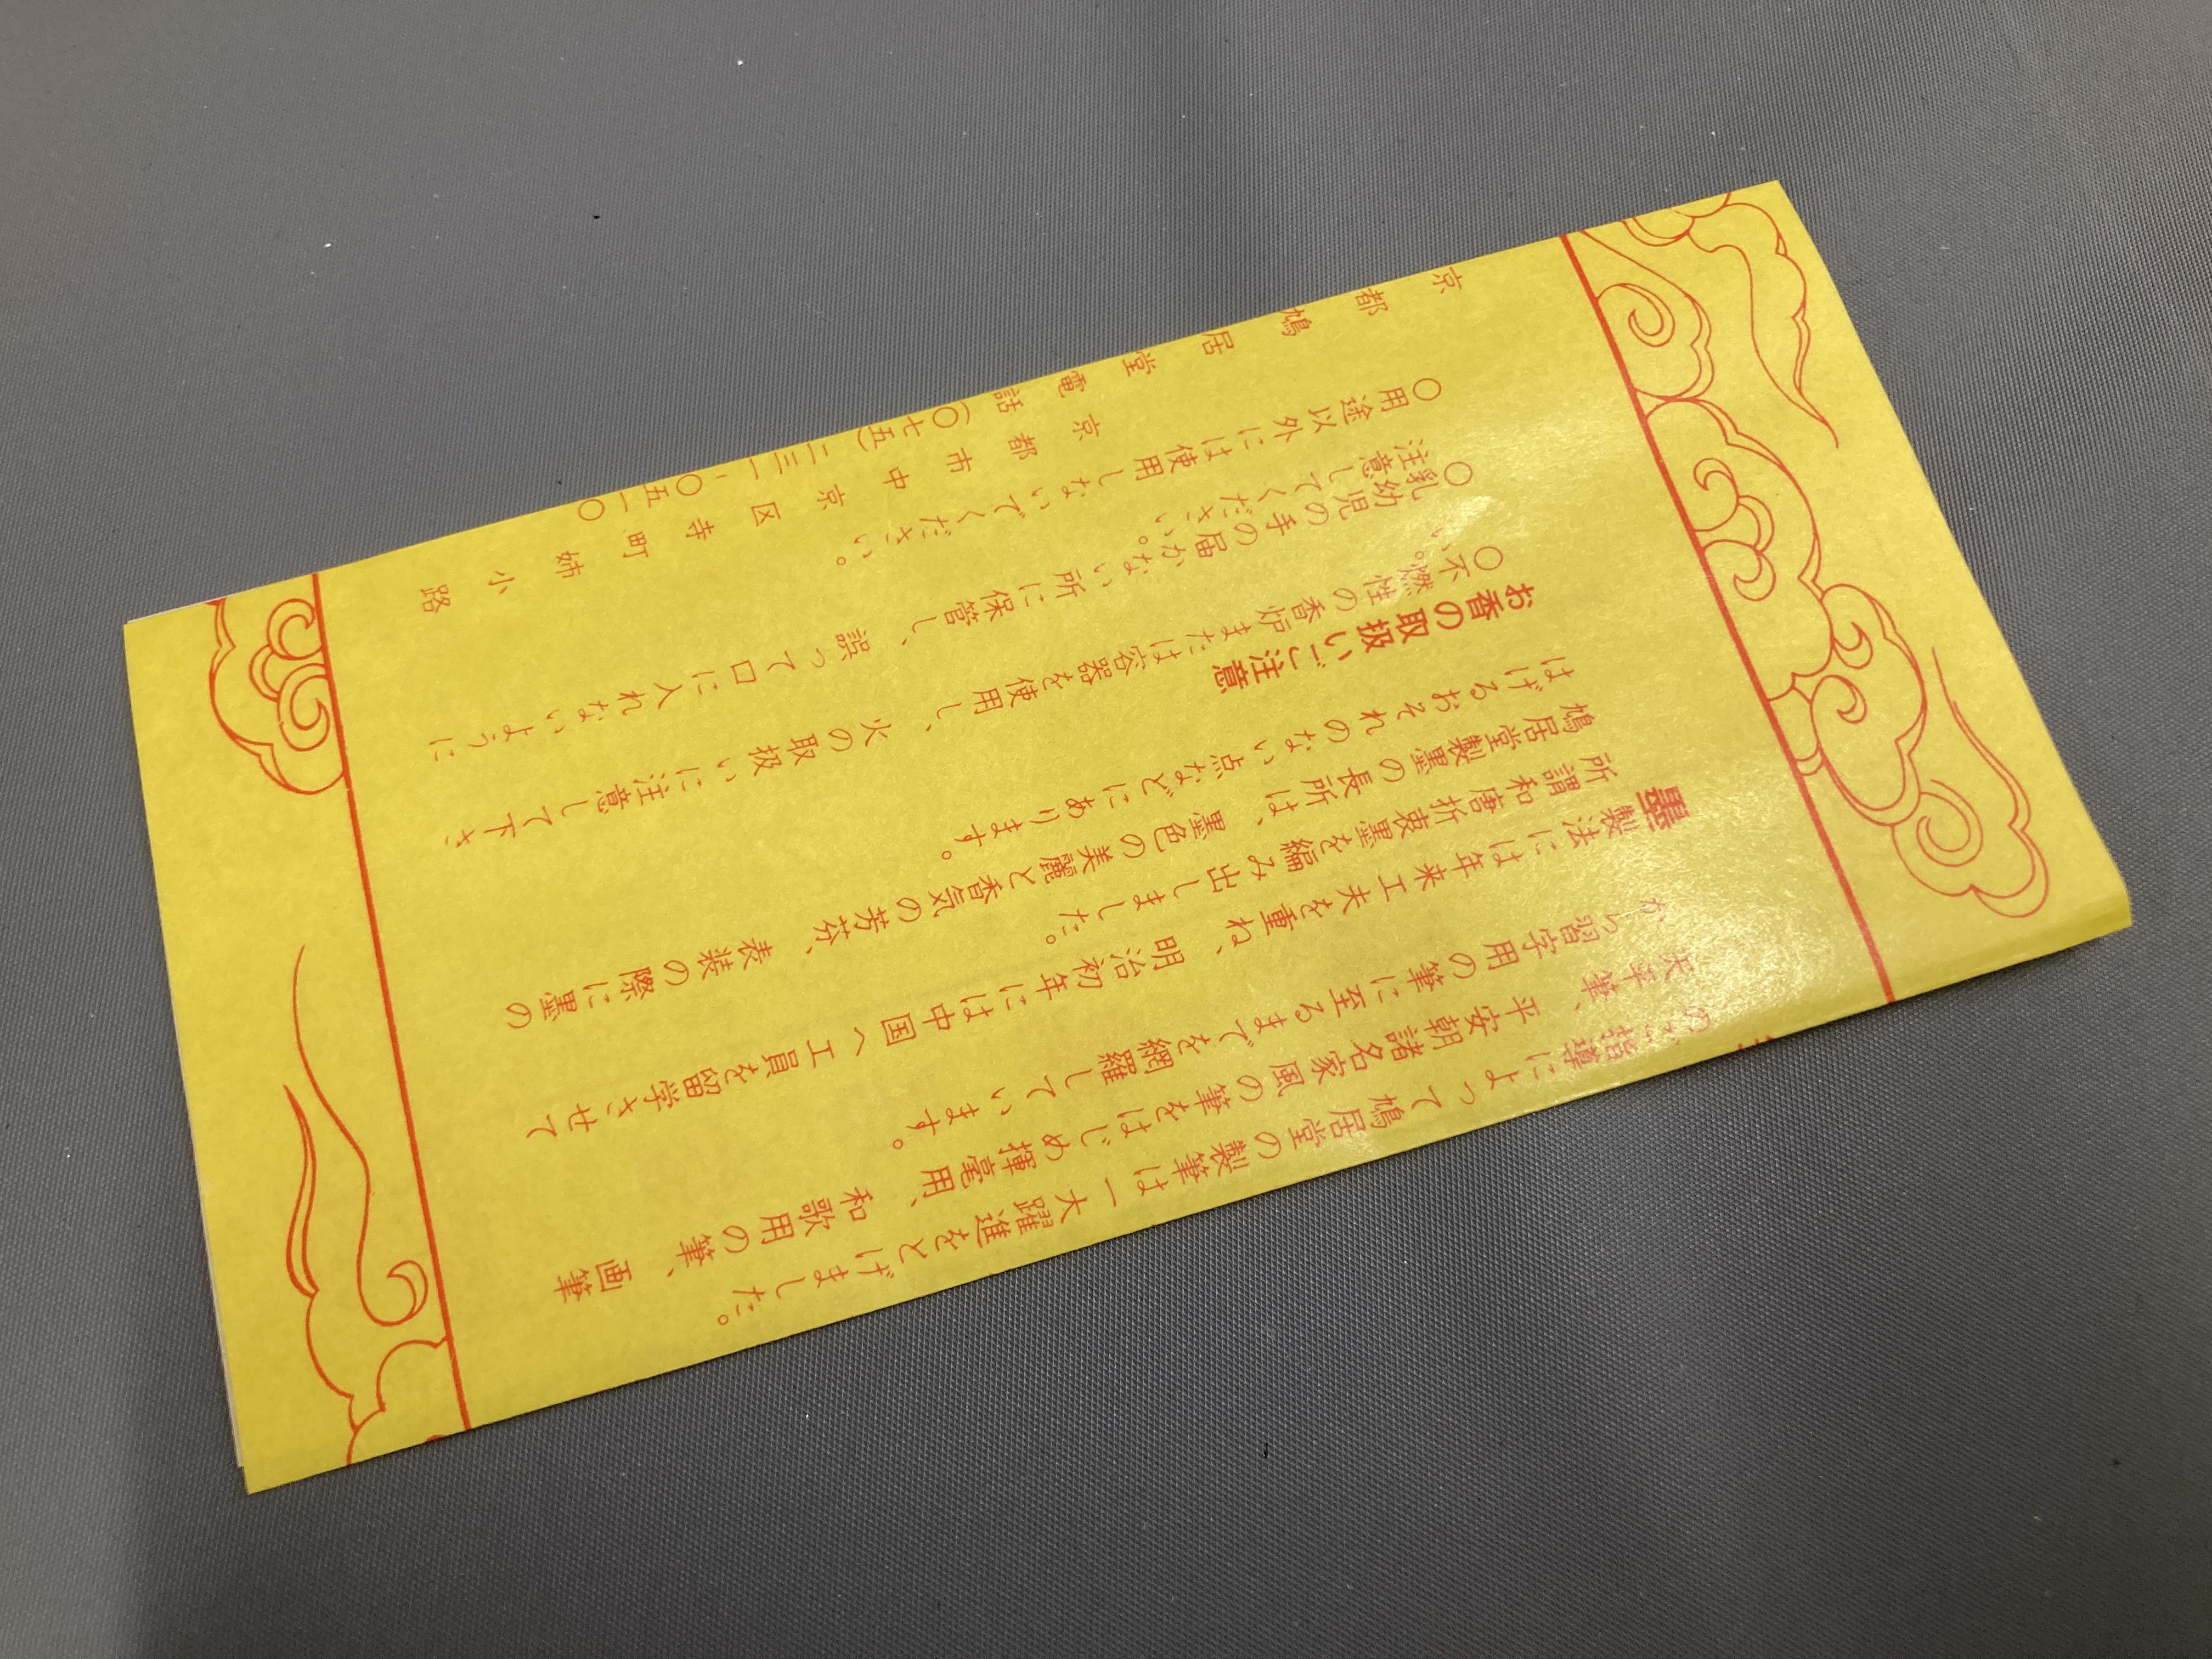 のご指導によって鳩居堂の製筆は一大躍進をとげました。
天平筆、平安朝諸名家風の筆をはじめ揮毫用、和歌用の筆、画筆
から習字用の筆に至るまでを網羅しています。
墨
製法には年来工夫を重ね、明治初年には中国へ工員を留学させて
所謂和唐折衷墨を編み出しました。
鳩居堂製墨の長所は、墨色の美麗と香気の芳芬、表装の際に墨の
はげるおそれのない点などにあります。
お香の取扱いご注意
〇不燃性の香炉または容器を使用し、火の取扱いに注意して下さ
い。
〇乳幼児の手の届かない所に保管し、誤って口に入れないように
注意してください。
〇用途以外には使用しないでください。
京都市中京区寺町姉小路
京都鳩居堂
電話(〇七五)二三一-〇五一〇